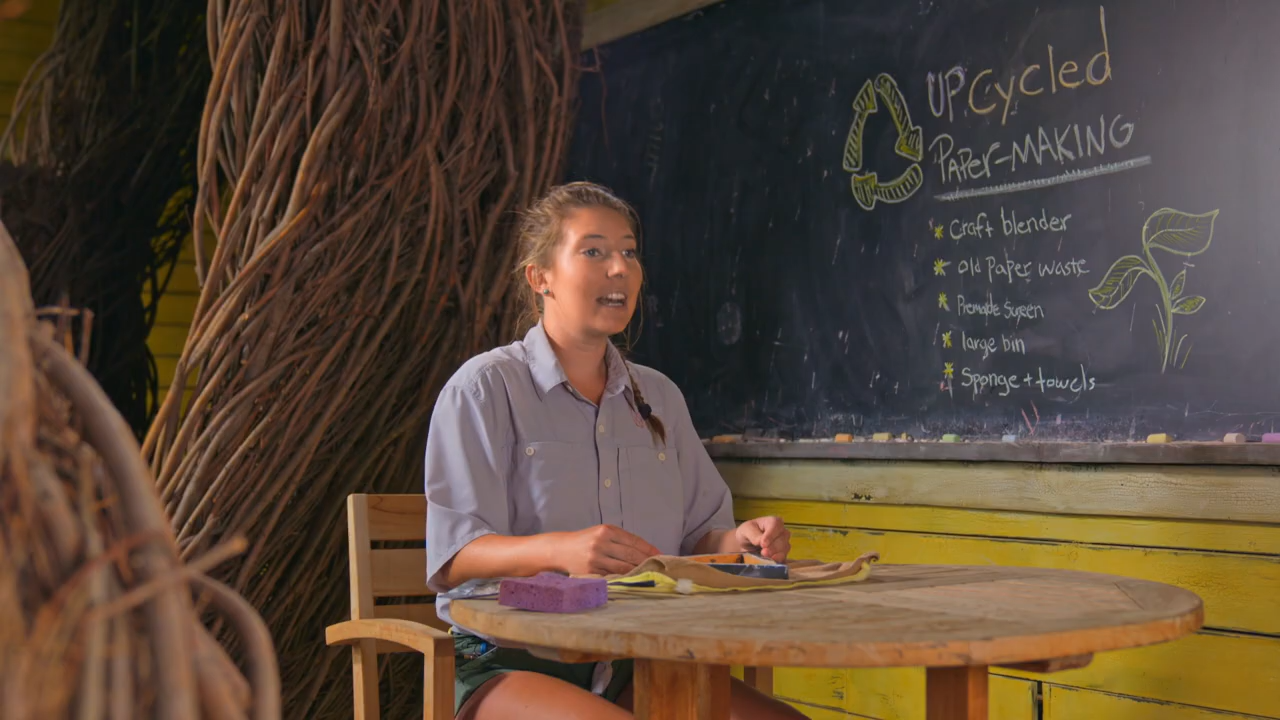 UPCycled
PAPer-MAKING
craft blender
old Paper waste
Premade Screen
large bin
Sponge + towels